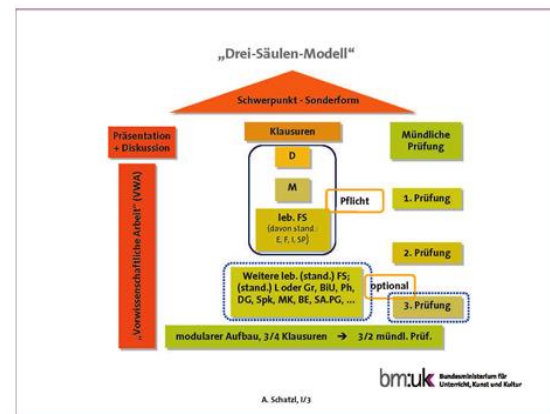 „Drei-Säulen-Modell“
Schwerpunkt - Sonderform
Präsentation
+ Diskussion
Klausuren
Mündliche
Prüfung
„Vorwissenschaftliche Arbeit“ (VWA)
D
M
leb. FS
(davon stand.:
E, F, I, SP)
Pflicht
1. Prüfung
2. Prüfung
Weitere leb. (stand.) FS;
(stand.) L oder Gr, BiU, Ph,
DG, Spk, MK, BE, SA.PG, ...
optional
3. Prüfung
modularer Aufbau, 3/4 Klausuren → 3/2 mündl. Prüf.
bm:uk
Bundesministerium für
Unterricht, Kunst und Kultur
A. Schatzl, I/3